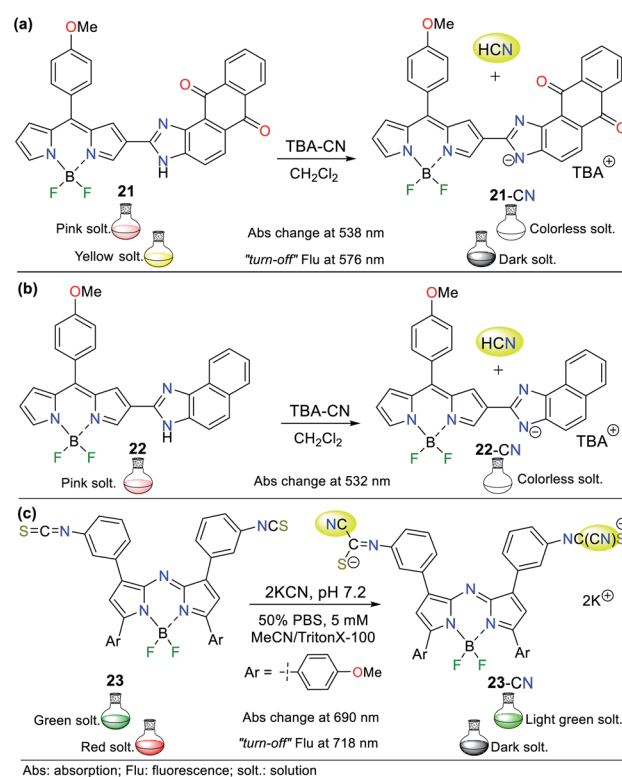 (a)
OMe
HCN
+
OMe
O
O
N
N
H
N
N
B
F
F
21
TBA-CN
CH2Cl2
O
O
N
N
⊖
N
N
B
F
F
TBA⊕
21-CN
Pink solt.
Yellow solt.
Abs change at 538 nm
"turn-off" Flu at 576 nm
Colorless solt.
Dark solt.
(b)
OMe
HCN
+
OMe
N
N
H
N
N
B
F
F
22
TBA-CN
CH2Cl2
N
N
⊖
N
N
B
F
F
TBA⊕
22-CN
Pink solt.
Abs change at 532 nm
Colorless solt.
(c)
S=C=N
NCS
N
N
N
B
F
F
Ar
Ar
23
2KCN, pH 7.2
50% PBS, 5 mM
MeCN/TritonX-100
Ar =
OMe
NC
C=N
S⊖
NC(CN)S⊖
N
N
N
B
F
F
Ar
Ar
2K⊕
23-CN
Green solt.
Red solt.
Abs change at 690 nm
"turn-off" Flu at 718 nm
Light green solt.
Dark solt.
Abs: absorption; Flu: fluorescence; solt.: solution